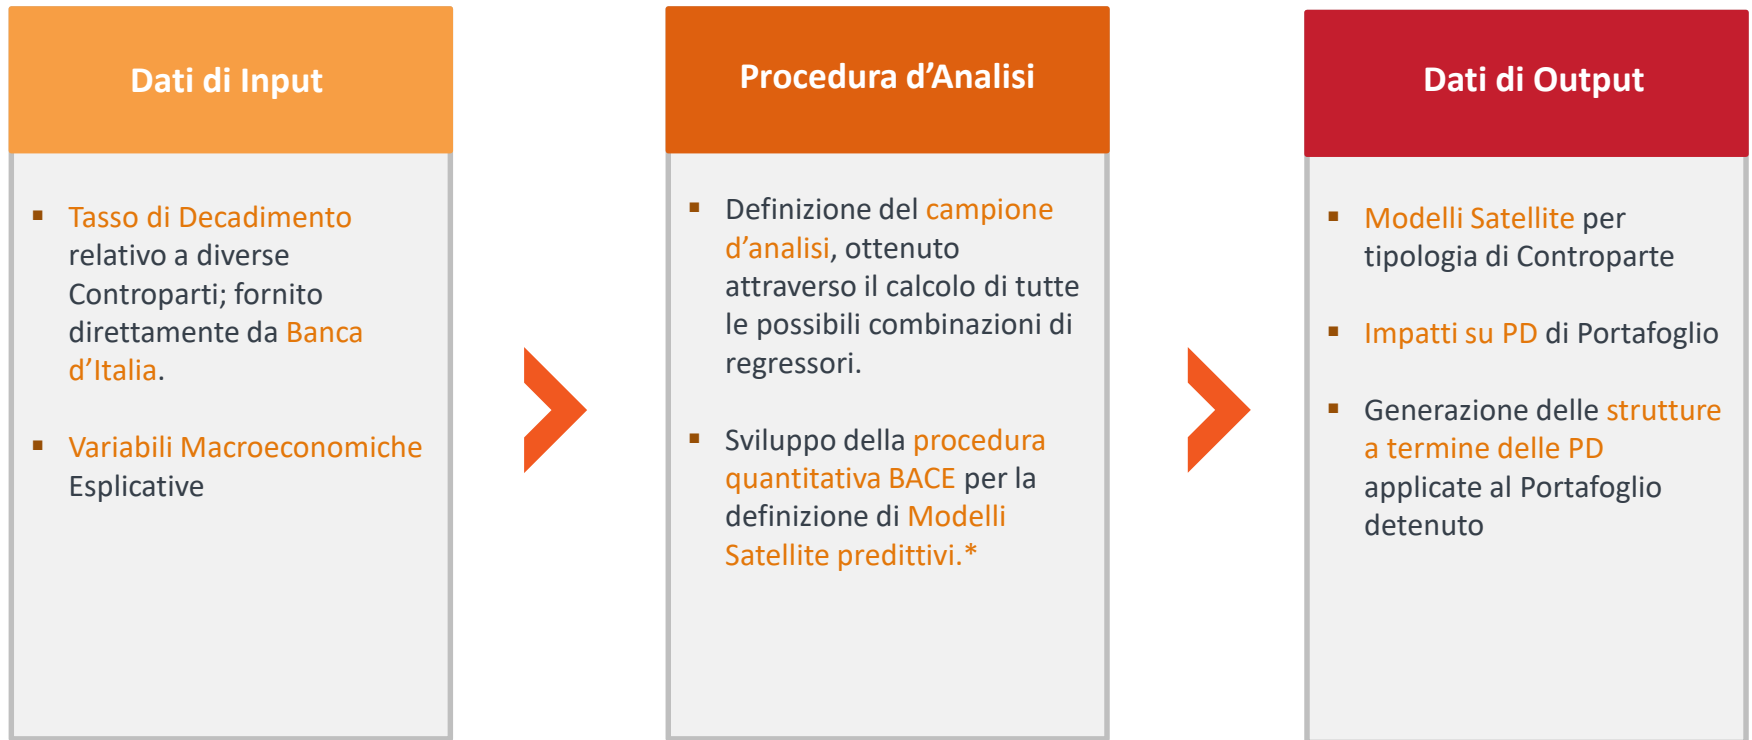 Dati di Input
▪ Tasso di Decadimento
relativo a diverse
Controparti; fornito
direttamente da Banca
d’Italia.
▪ Variabili Macroeconomiche
Esplicative
Procedura d’Analisi
▪ Definizione del campione
d’analisi, ottenuto
attraverso il calcolo di tutte
le possibili combinazioni di
regressori.
▪ Sviluppo della procedura
quantitativa BACE per la
definizione di Modelli
Satellite predittivi.*
Dati di Output
▪ Modelli Satellite per
tipologia di Controparte
▪ Impatti su PD di Portafoglio
▪ Generazione delle strutture
a termine delle PD
applicate al Portafoglio
detenuto